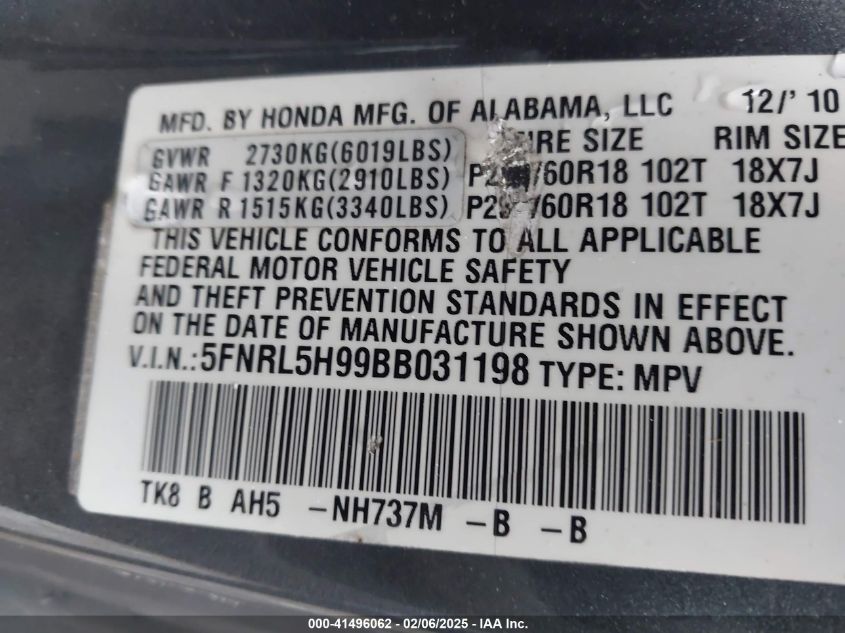 MFD. BY HONDA MFG. OF ALABAMA, LLC 12/' 10
GVWR 2730KG(6019LBS) SIZE RIM SIZE
GAWR F 1320KG(2910LBS) 760R18 102T 18X7J
GAWR R 1515KG(3340LBS) 760R18 102T 18X7J
THIS VEHICLE CONFORMS TO ALL APPLICABLE
FEDERAL MOTOR VEHICLE SAFETY
AND THEFT PREVENTION STANDARDS IN EFFECT
ON THE DATE OF MANUFACTURE SHOWN ABOVE.
V.I.N.:5FNRL5H99BB031198 TYPE: MPV
TK8 B AH5 -NH737M -B -B
000-41496062 - 02/06/2025 - IAAI Inc.